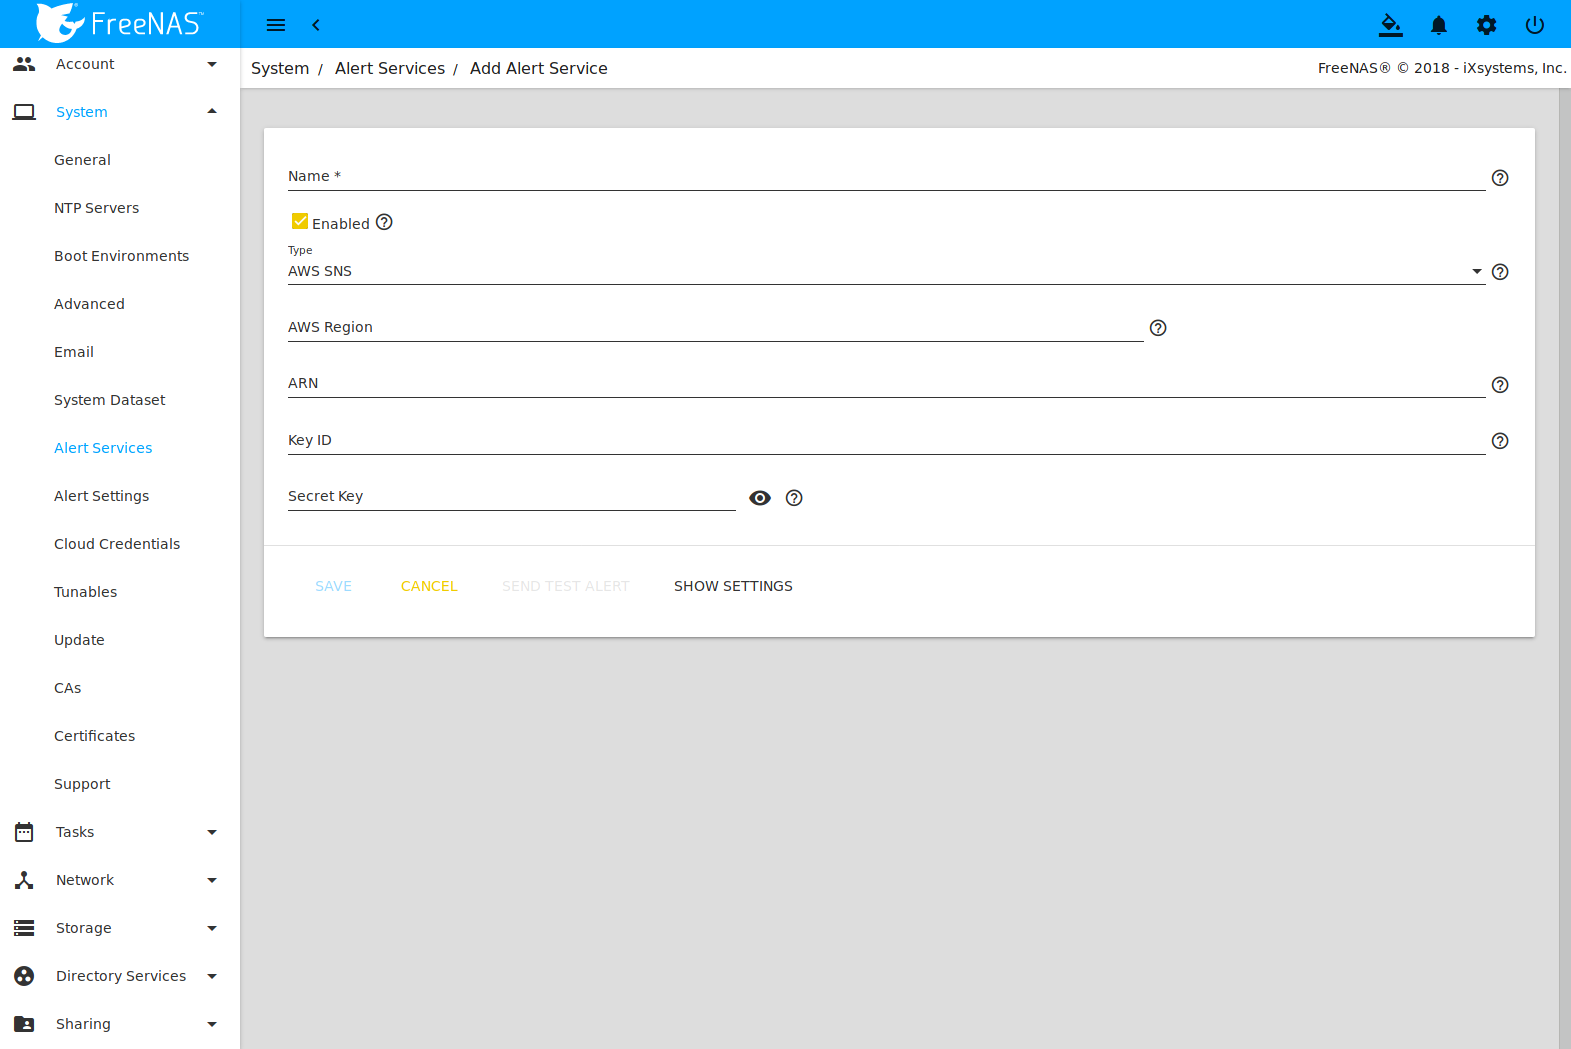 FreeNAS™
Account
System
General
NTP Servers
Boot Environments
Advanced
Email
System Dataset
Alert Services
Alert Settings
Cloud Credentials
Tunables
Update
CAs
Certificates
Support
Tasks
Network
Storage
Directory Services
Sharing
System / Alert Services / Add Alert Service
FreeNAS® © 2018 - iXsystems, Inc.
Name *
Enabled
Type
AWS SNS
AWS Region
ARN
Key ID
Secret Key
SAVE CANCEL SEND TEST ALERT SHOW SETTINGS